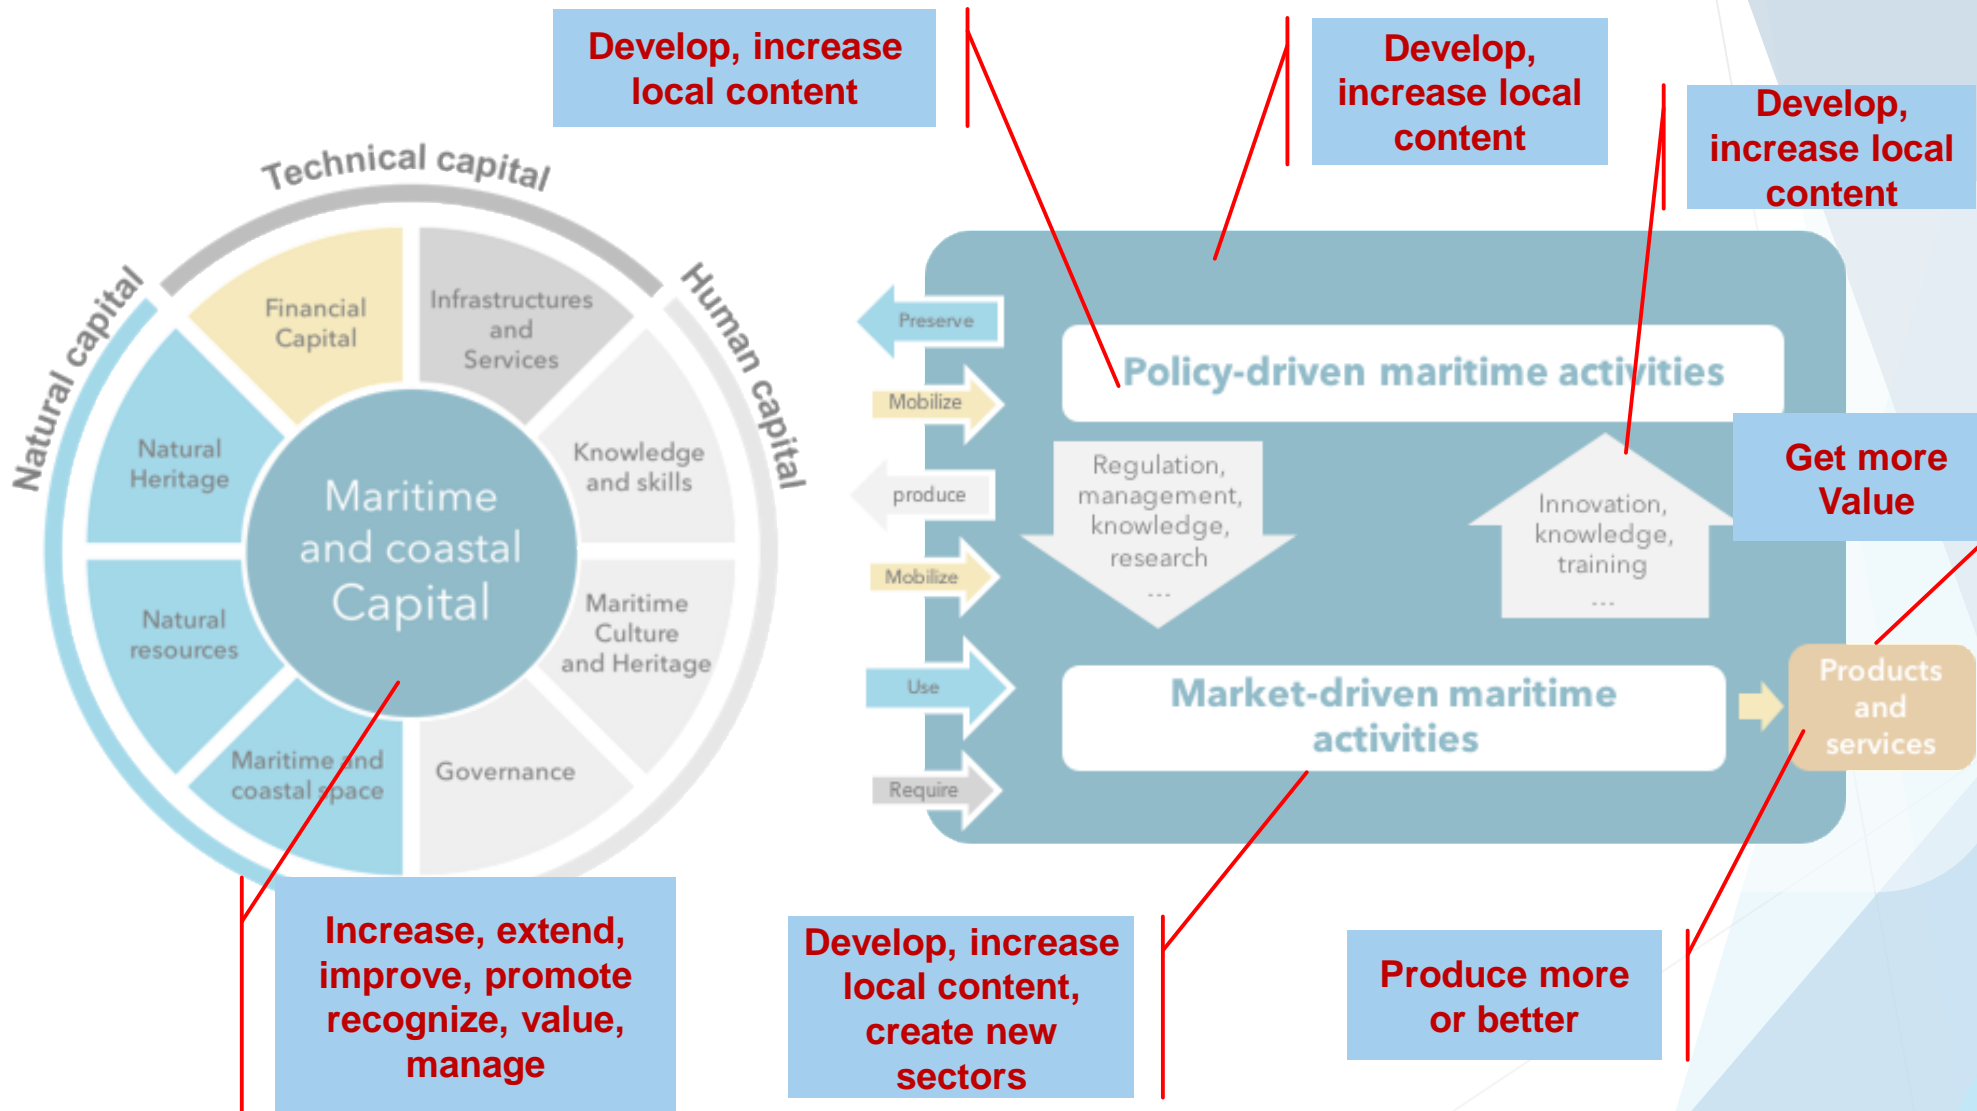 Develop, increase
local content
Develop,
increase local
content
Develop,
increase local
content
Technical capital
Natural capital
Human capital
Financial
Capital
Infrastructures
and
Services
Natural
Heritage
Knowledge
and skills
Maritime
and coastal
Capital
Natural
resources
Maritime
Culture
and Heritage
Maritime and
coastal space
Governance
Preserve
Mobilize
produce
Mobilize
Use
Require
Policy-driven maritime activities
Regulation,
management,
knowledge,
research
...
Innovation,
knowledge,
training
...
Get more
Value
Market-driven maritime
activities
Products
and
services
Increase, extend,
improve, promote
recognize, value,
manage
Develop, increase
local content,
create new
sectors
Produce more
or better